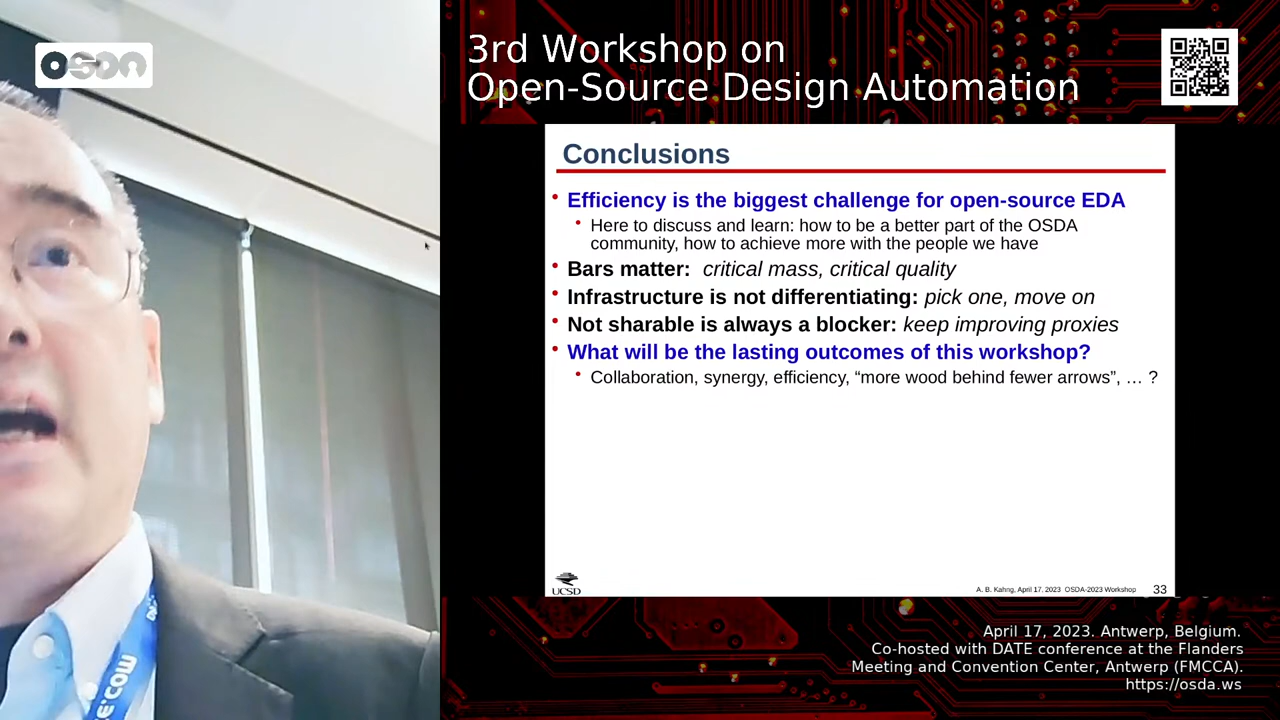 OSDA
3rd Workshop on
Open-Source Design Automation
Conclusions
• Efficiency is the biggest challenge for open-source EDA
• Here to discuss and learn: how to be a better part of the OSDA
community, how to achieve more with the people we have
• Bars matter: critical mass, critical quality
• Infrastructure is not differentiating: pick one, move on
• Not sharable is always a blocker: keep improving proxies
• What will be the lasting outcomes of this workshop?
• Collaboration, synergy, efficiency, “more wood behind fewer arrows”, … ?
UCSD
A. B. Kahng, April 17, 2023 OSDA-2023 Workshop
33
April 17, 2023. Antwerp, Belgium.
Co-hosted with DATE conference at the Flanders
Meeting and Convention Center, Antwerp (FMCCA).
https://osda.ws